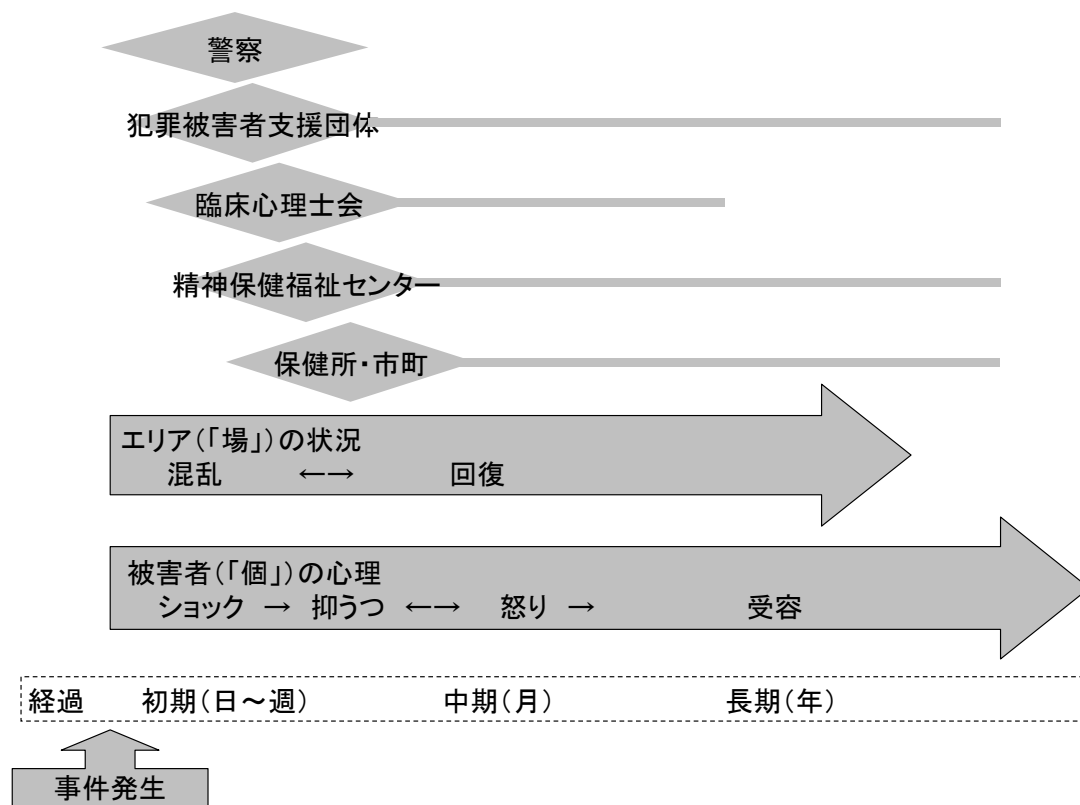 警察
犯罪被害者支援団体
臨床心理士会
精神保健福祉センター
保健所・市町
エリア(「場」)の状況
混乱 ←→ 回復
被害者(「個」)の心理
ショック → 抑うつ ←→ 怒り → 受容
経過 初期(日～週) 中期(月) 長期(年)
事件発生